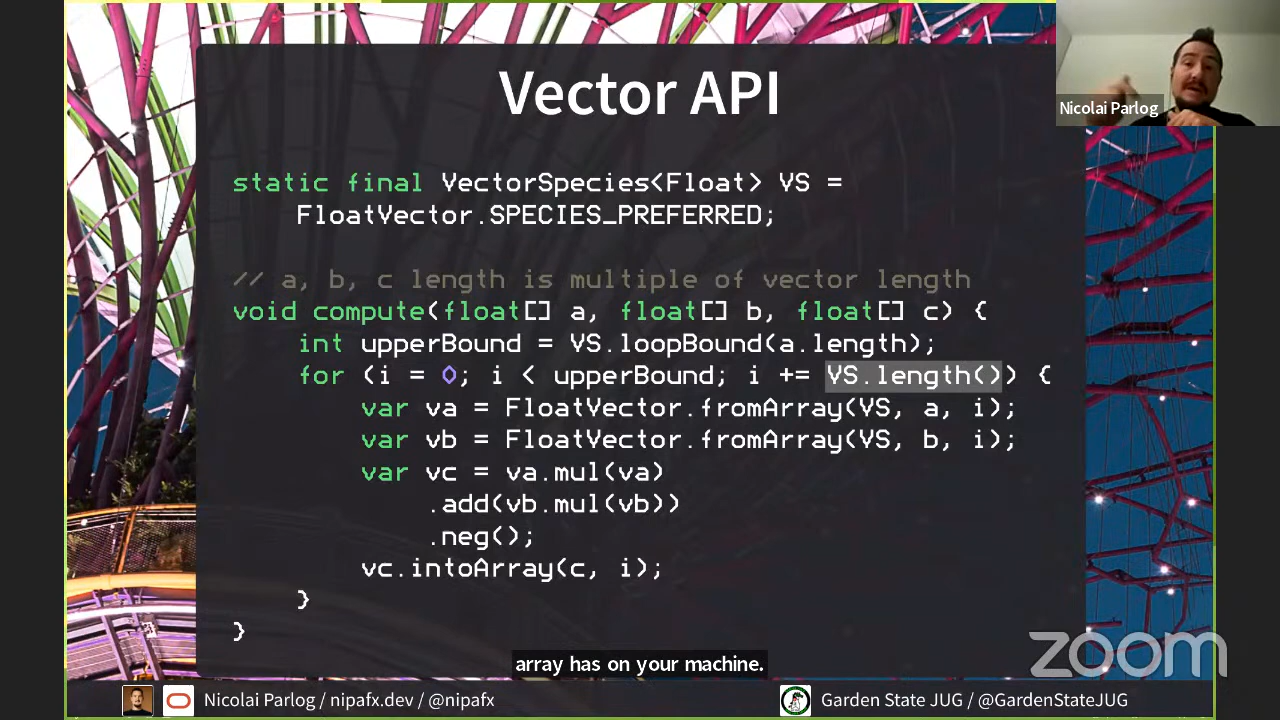 Vector API
Nicolai Parlog
static final VectorSpecies<Float> VS =
FloatVector.SPECIES_PREFERRED;
// a, b, c length is multiple of vector length
void compute(float[] a, float[] b, float[] c) {
int upperBound = VS.loopBound(a.length);
for (i = 0; i < upperBound; i += VS.length()) {
var va = FloatVector.fromArray(VS, a, i);
var vb = FloatVector.fromArray(VS, b, i);
var vc = va.mul(va)
.add(vb.mul(vb))
.neg();
vc.intoArray(c, i);
}
}
array has on your machine.
zoom
Nicolai Parlog / nipafx.dev / @nipafx
Garden State JUG / @GardenStateJUG